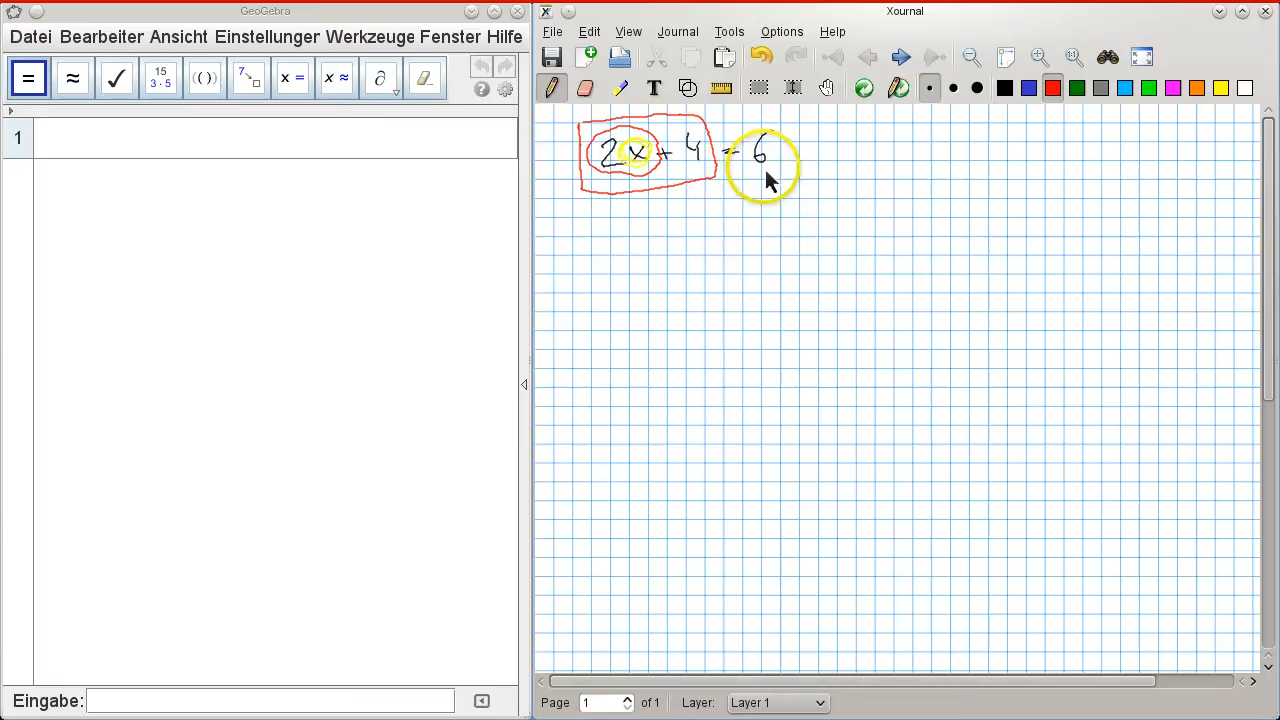 GeoGebra
Datei Bearbeiter Ansicht Einstellunger Werkzeuge Fenster Hilfe
= ≈ ✓ 15 3·5 (()) 7 x = x ≈ ∂
1
Eingabe:
Xournal
File Edit View Journal Tools Options Help
T
2x + 4 = 6
Page 1 of 1 Layer: Layer 1